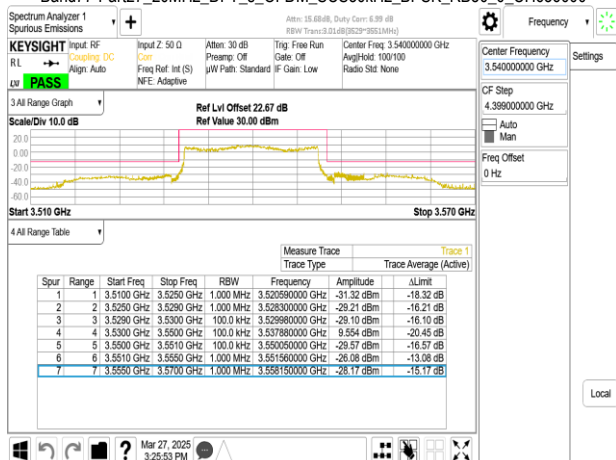 Spectrum Analyzer 1
Spurious Emissions
Attn: 15.68dB, Duty Corr: 6.99 dB
RBW Trans:3.01dB(3529~3551MHz)
Frequency
KEYSIGHT Input: RF Input Z: 50 Ω Atten: 30 dB Trig: Free Run Center Freq: 3.540000000 GHz
RL Coupling: DC Corr Preamp: Off Gate: Off Avg|Hold: 100/100
Align: Auto Freq Ref: Int (S) µW Path: Standard IF Gain: Low Radio Std: None
NFE: Adaptive
LXI PASS
3 All Range Graph
Ref Lvl Offset 22.67 dB
Scale/Div 10.0 dB Ref Value 30.00 dBm
20.0
0.00
-20.0
-40.0
-60.0
Start 3.510 GHz Stop 3.570 GHz
4 All Range Table
Measure Trace Trace 1
Trace Type Trace Average (Active)
Spur Range Start Freq Stop Freq RBW Frequency Amplitude ΔLimit
1 1 3.5100 GHz 3.5250 GHz 1.000 MHz 3.520590000 GHz -31.32 dBm -18.32 dB
2 2 3.5250 GHz 3.5290 GHz 1.000 MHz 3.528300000 GHz -29.21 dBm -16.21 dB
3 3 3.5290 GHz 3.5300 GHz 100.0 kHz 3.529980000 GHz -29.10 dBm -16.10 dB
4 4 3.5300 GHz 3.5500 GHz 100.0 kHz 3.537880000 GHz 9.554 dBm -20.45 dB
5 5 3.5500 GHz 3.5510 GHz 100.0 kHz 3.550050000 GHz -29.57 dBm -16.57 dB
6 6 3.5510 GHz 3.5550 GHz 1.000 MHz 3.551560000 GHz -26.08 dBm -13.08 dB
7 7 3.5550 GHz 3.5700 GHz 1.000 MHz 3.558150000 GHz -28.17 dBm -15.17 dB
Center Frequency
3.540000000 GHz
Settings
CF Step
4.399000000 GHz
Auto
Man
Freq Offset
0 Hz
Local
Mar 27, 2025
3:25:53 PM